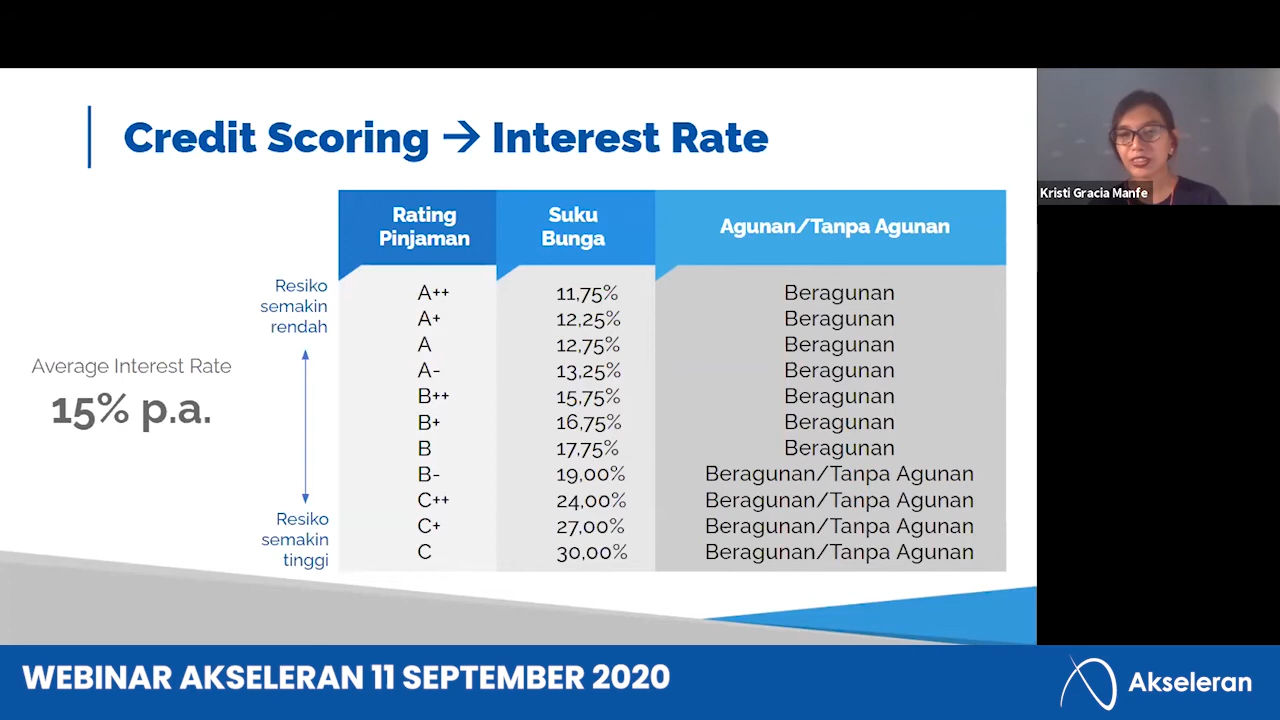 Credit Scoring → Interest Rate
Kristi Gracia Manfe
Rating Pinjaman Suku Bunga Agunan/Tanpa Agunan
Resiko
semakin
rendah
Average Interest Rate
15% p.a.
Resiko
semakin
tinggi
A++ 11,75% Beragunan
A+ 12,25% Beragunan
A 12,75% Beragunan
A- 13,25% Beragunan
B++ 15,75% Beragunan
B+ 16,75% Beragunan
B 17,75% Beragunan
B- 19,00% Beragunan/Tanpa Agunan
C++ 24,00% Beragunan/Tanpa Agunan
C+ 27,00% Beragunan/Tanpa Agunan
C 30,00% Beragunan/Tanpa Agunan
WEBINAR AKSELERAN 11 SEPTEMBER 2020
Akseleran